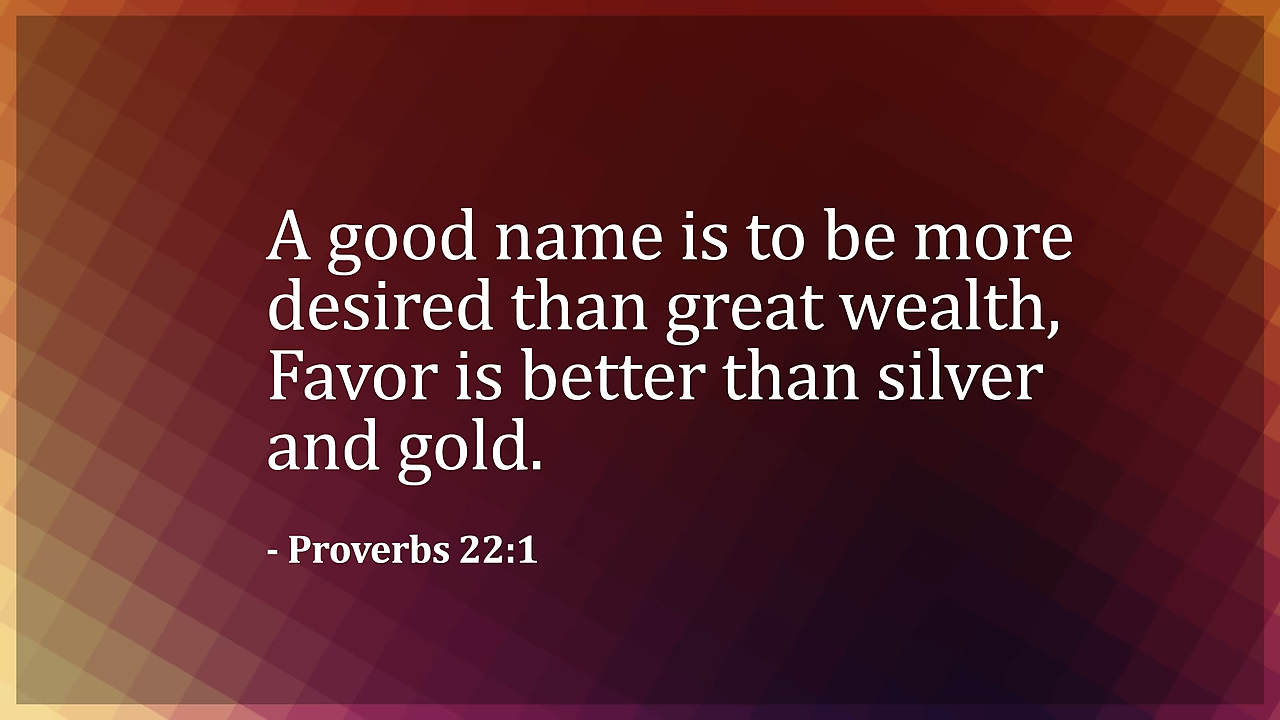 A good name is to be more
desired than great wealth,
Favor is better than silver
and gold.
- Proverbs 22:1